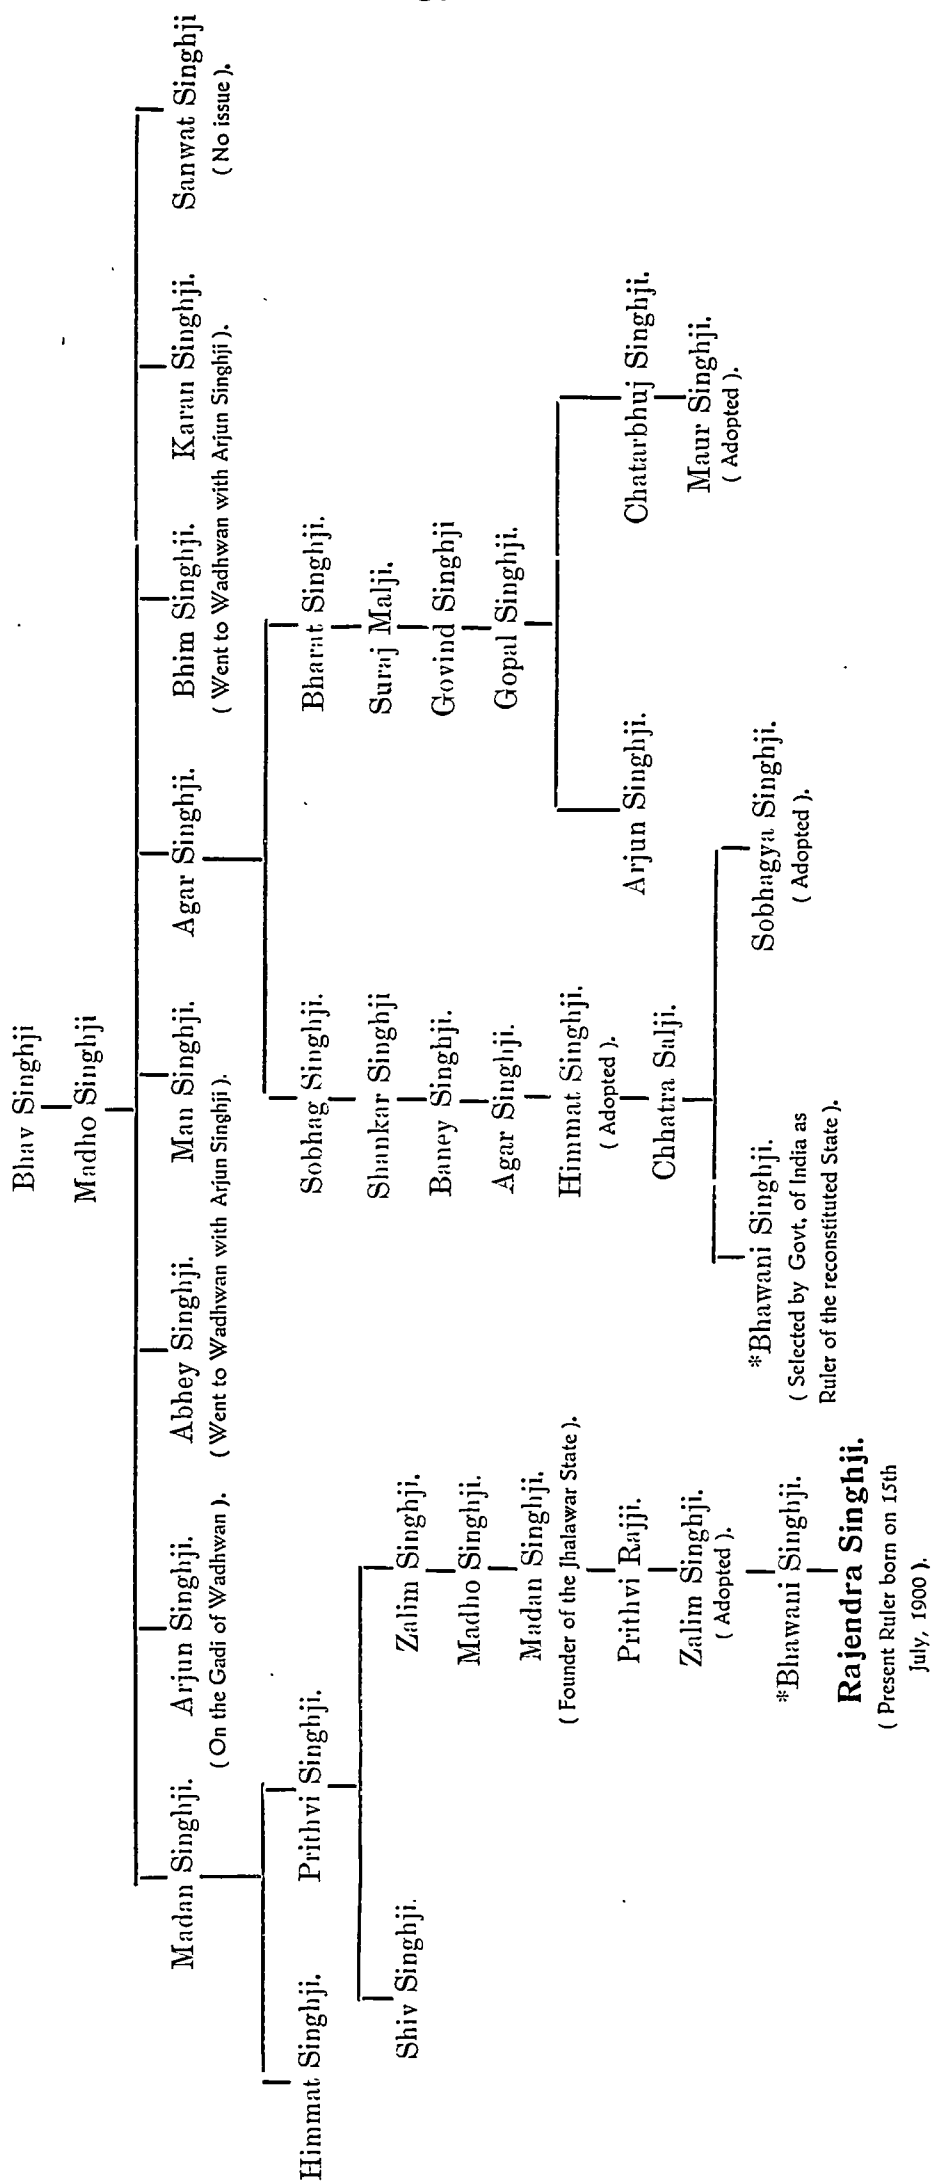 Bhav Singhji
Madho Singhji
Madan Singhji.
Arjun Singhji.
( On the Gadi of Wadhwan ).
Abhey Singhji.
Man Singhji.
( Went to Wadhwan with Arjun Singhji ).
Agar Singhji.
Bhim Singhji.
Karan Singhji.
( Went to Wadhwan with Arjun Singhji ).
Sanwat Singhji
( No issue ).
Himmat Singhji.
Prithvi Singhji.
Sobhag Singhji.
Bharat Singhji.
Shiv Singhji.
Zalim Singhji.
Shankar Singhji
Suraj Malji.
Madho Singhji.
Baney Singhji.
Govind Singhji
Madan Singhji.
( Founder of the Jhalawar State ).
Agar Singhji.
Gopal Singhji.
Prithvi Rajji.
Himmat Singhji.
( Adopted ).
Arjun Singhji.
Chatarbhuj Singhji.
Zalim Singhji.
( Adopted ).
Chhatra Salji.
Maur Singhji.
( Adopted ).
*Bhawani Singhji.
*Bhawani Singhji.
( Selected by Govt. of India as
Ruler of the reconstituted State ).
Sobhagya Singhji.
( Adopted ).
Rajendra Singhji.
( Present Ruler born on 15th
July, 1900 ).